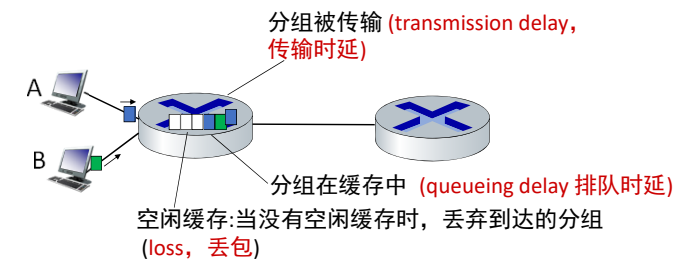 分组被传输 (transmission delay，
传输时延)
A
B
分组在缓存中 (queueing delay 排队时延)
空闲缓存:当没有空闲缓存时，丢弃到达的分组
(loss，丢包)